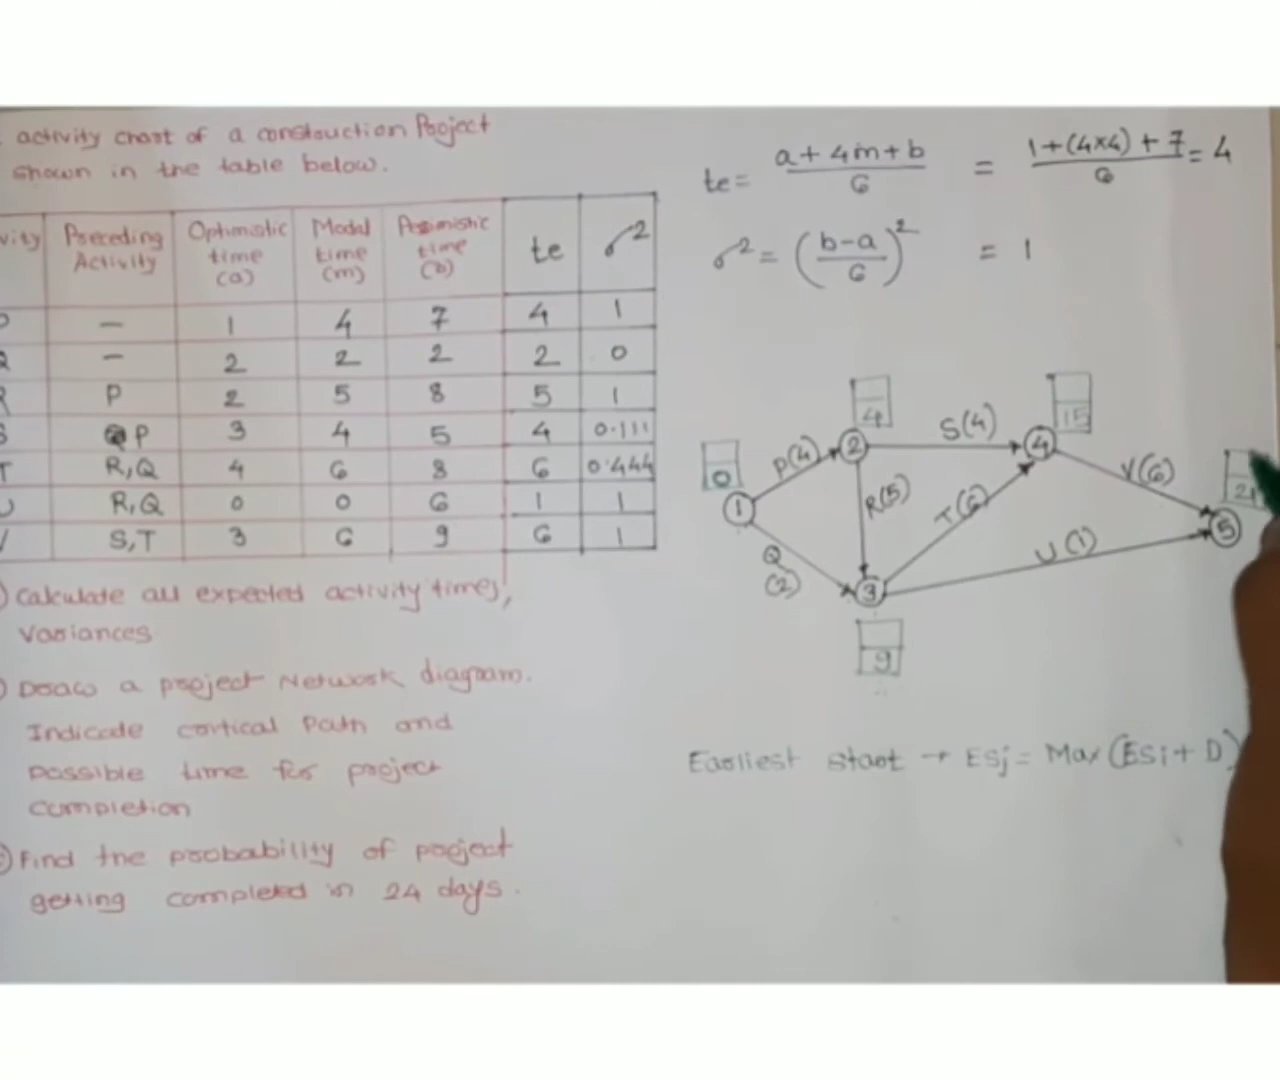 activity chart of a construction Project
shown in the table below.
vity Preceding Activity Optimistic time (a) Modal time (m) Pessimistic time (b) te σ²
P — 1 4 7 4 1
Q — 2 2 2 2 0
R P 2 5 8 5 1
S P 3 4 5 4 0.111
T R,Q 4 6 8 6 0.444
U R,Q 0 0 6 1 1
V S,T 3 6 9 6 1
) Calculate all expected activity times,
Variances
) Draw a project Network diagram.
Indicate cortical Path and
possible time for project
completion
) Find the probability of project
getting completed in 24 days.
te = a+4m+b / 6 = 1+(4×4)+7 / 6 = 4
σ² = (b-a / 6)² = 1
0
1
P(4)
4
2
S(4)
15
4
V(6)
21
5
R(5)
T(6)
U(1)
Q
(2)
3
9
Earliest start → ESj = Max (ESi + D)